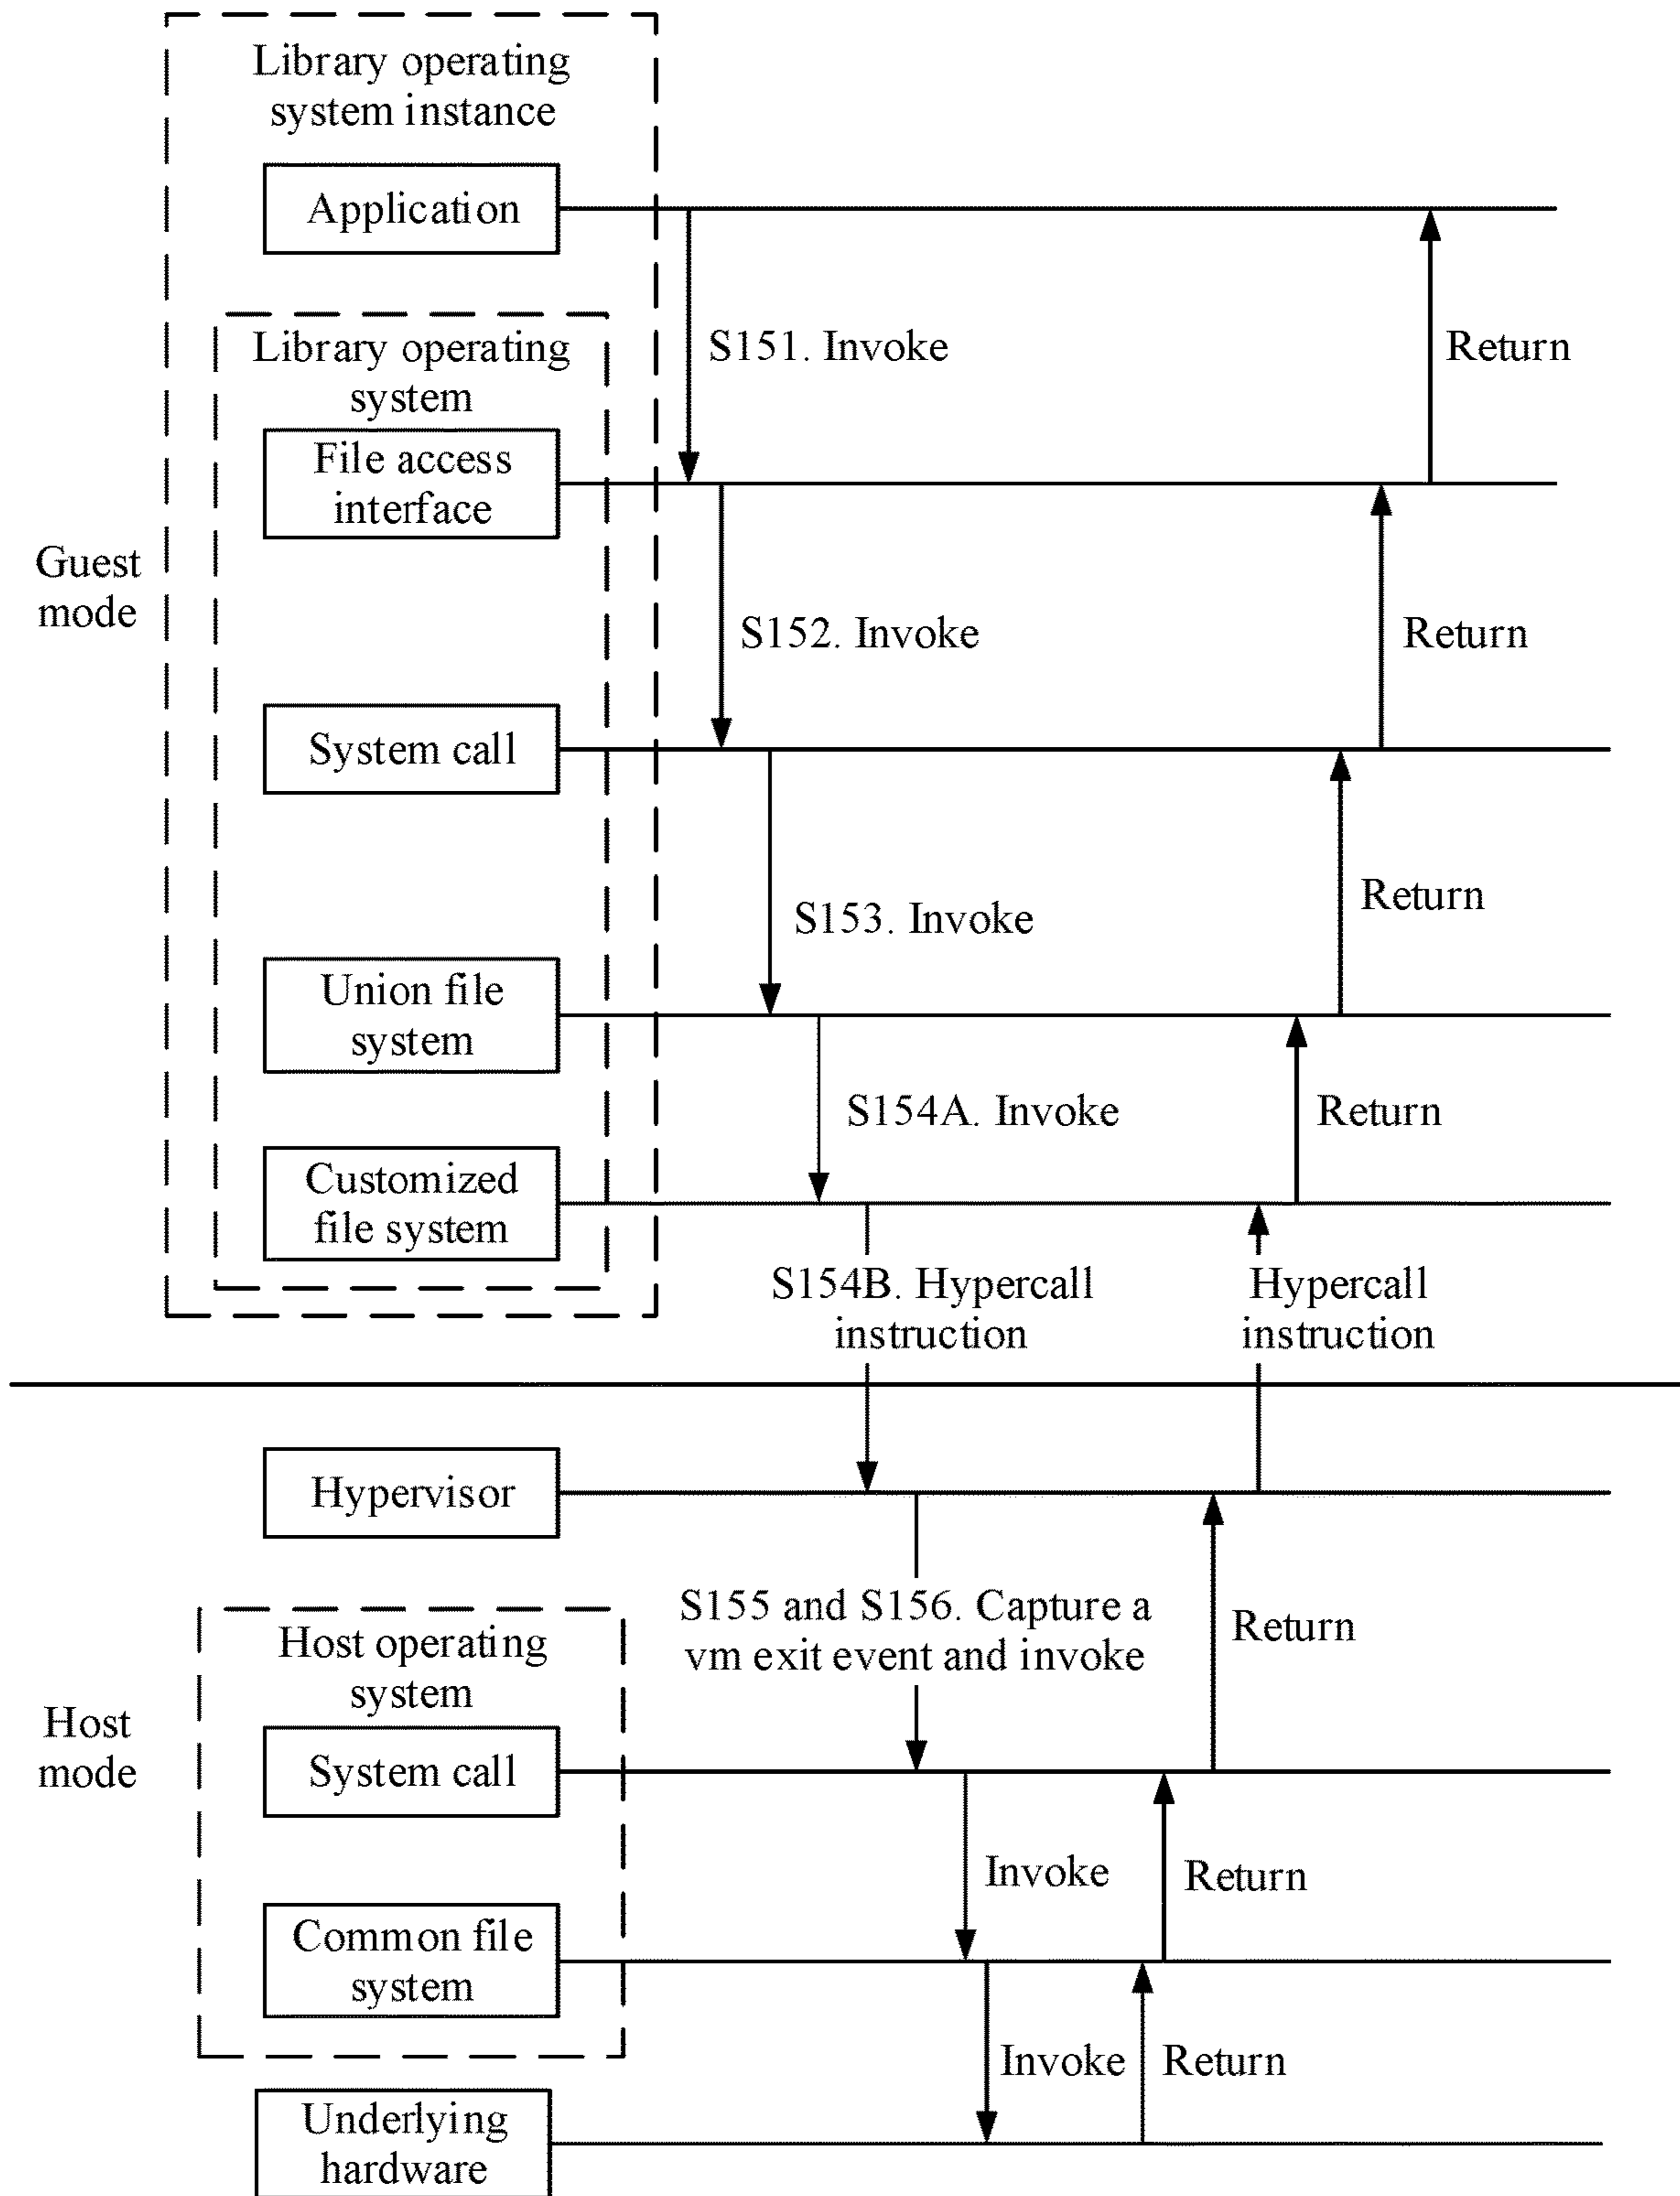 Library operating
system instance
Application
S151. Invoke
Return
Library operating
system
File access
interface
Guest
mode
S152. Invoke
Return
System call
S153. Invoke
Return
Union file
system
S154A. Invoke
Return
Customized
file system
S154B. Hypercall
instruction
Hypercall
instruction
Hypervisor
S155 and S156. Capture a
vm exit event and invoke
Return
Host operating
system
Host
mode
System call
Invoke
Return
Common file
system
Invoke
Return
Underlying
hardware